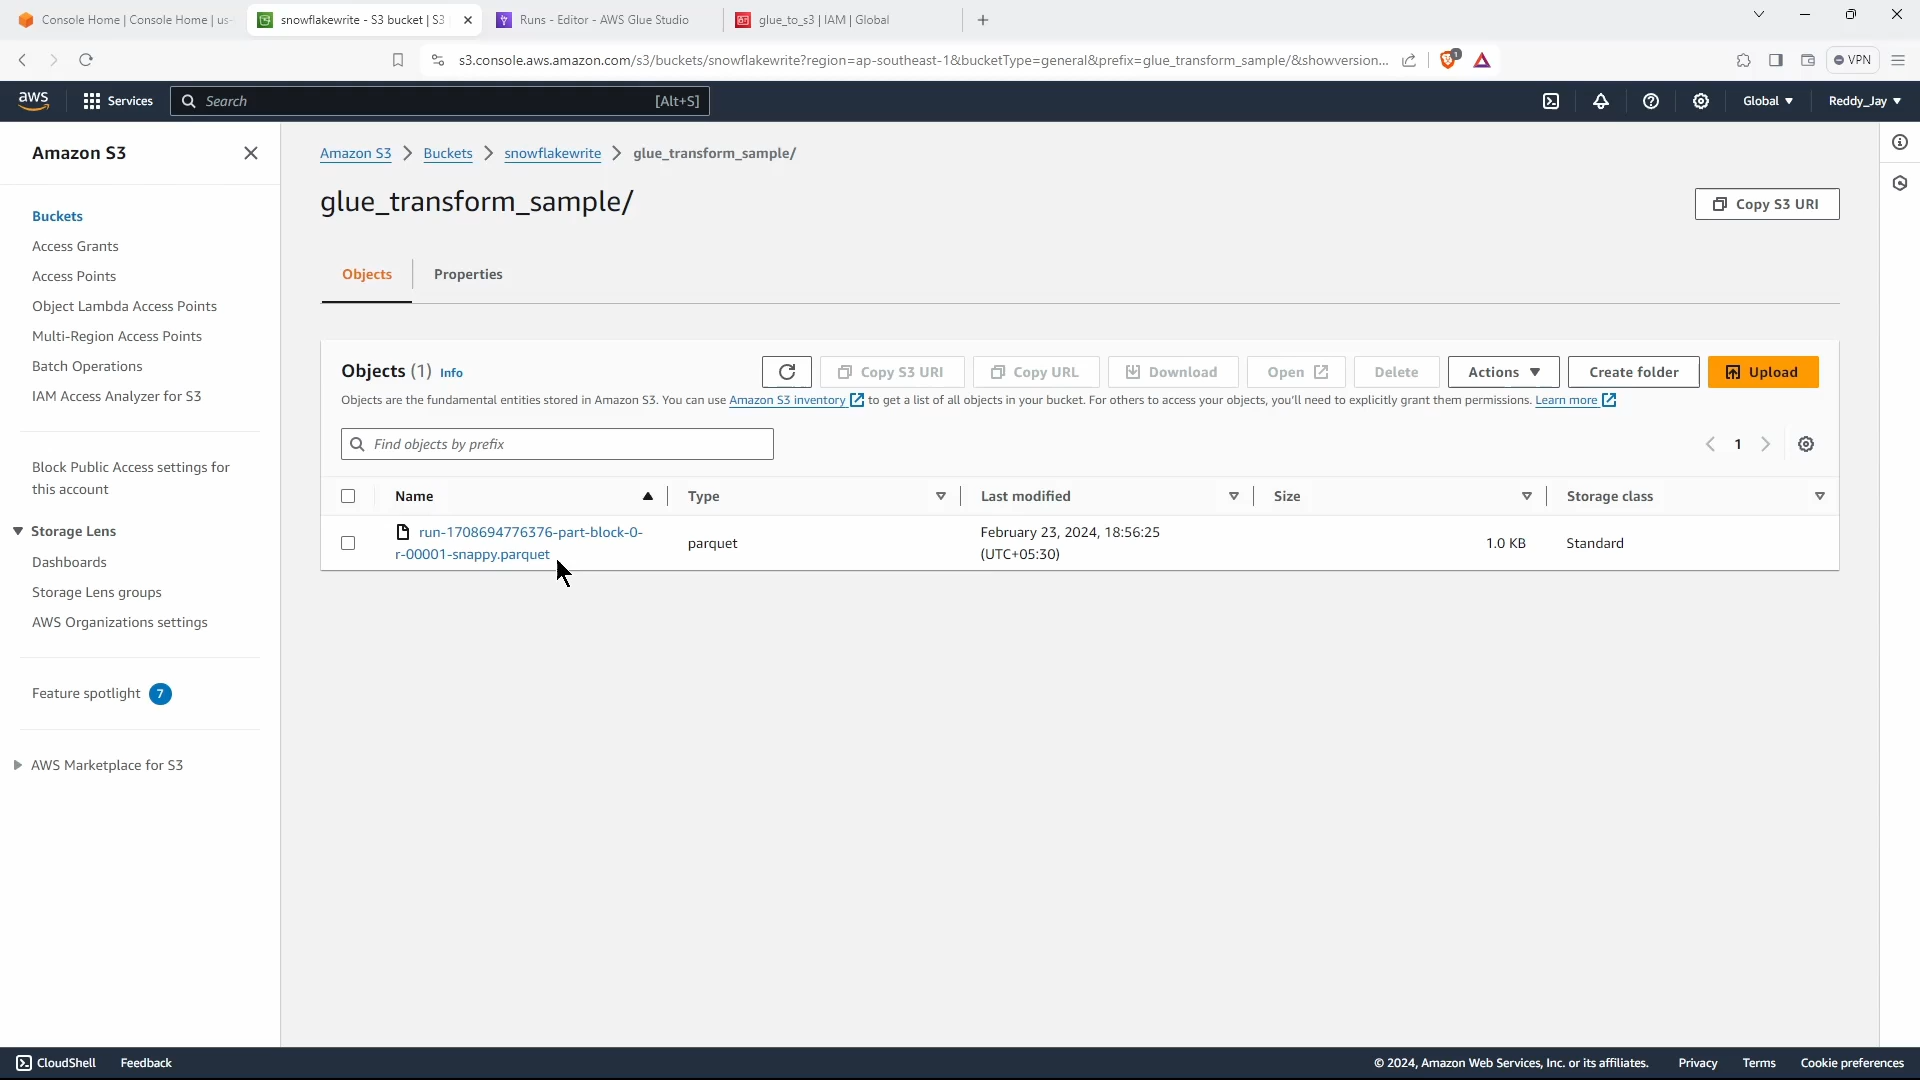 Console Home | Console Home | us-
snowflakewrite - S3 bucket | S3
Runs - Editor - AWS Glue Studio
glue_to_s3 | IAM | Global
s3.console.aws.amazon.com/s3/buckets/snowflakewrite?region=ap-southeast-1&bucketType=general&prefix=glue_transform_sample/&showversion...
1
VPN
aws
Services
Search
[Alt+S]
Global
Reddy_Jay
Amazon S3
Buckets
Access Grants
Access Points
Object Lambda Access Points
Multi-Region Access Points
Batch Operations
IAM Access Analyzer for S3
Block Public Access settings for
this account
Storage Lens
Dashboards
Storage Lens groups
AWS Organizations settings
Feature spotlight 7
AWS Marketplace for S3
Amazon S3 > Buckets > snowflakewrite > glue_transform_sample/
glue_transform_sample/
Copy S3 URI
Objects
Properties
Objects (1) Info
Copy S3 URI
Copy URL
Download
Open
Delete
Actions
Create folder
Upload
Objects are the fundamental entities stored in Amazon S3. You can use Amazon S3 inventory to get a list of all objects in your bucket. For others to access your objects, you'll need to explicitly grant them permissions. Learn more
Find objects by prefix
1
Name
Type
Last modified
Size
Storage class
run-1708694776376-part-block-0-
r-00001-snappy.parquet
parquet
February 23, 2024, 18:56:25
(UTC+05:30)
1.0 KB
Standard
CloudShell
Feedback
© 2024, Amazon Web Services, Inc. or its affiliates.
Privacy
Terms
Cookie preferences